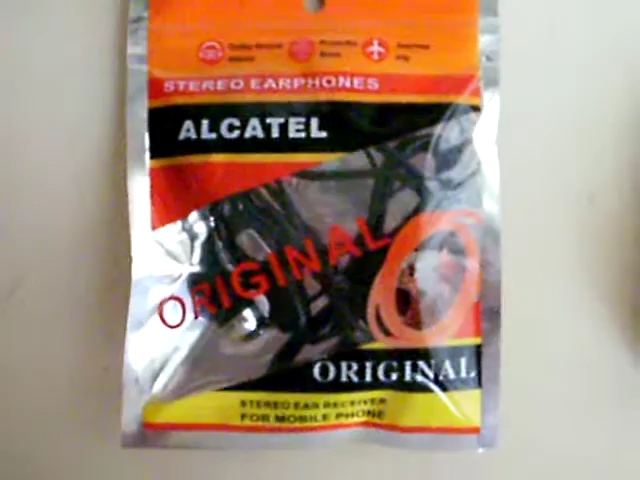 STEREO EARPHONES
ALCATEL
ORIGINAL
ORIGINAL
STEREO EAR RECEIVER
FOR MOBILE PHONE